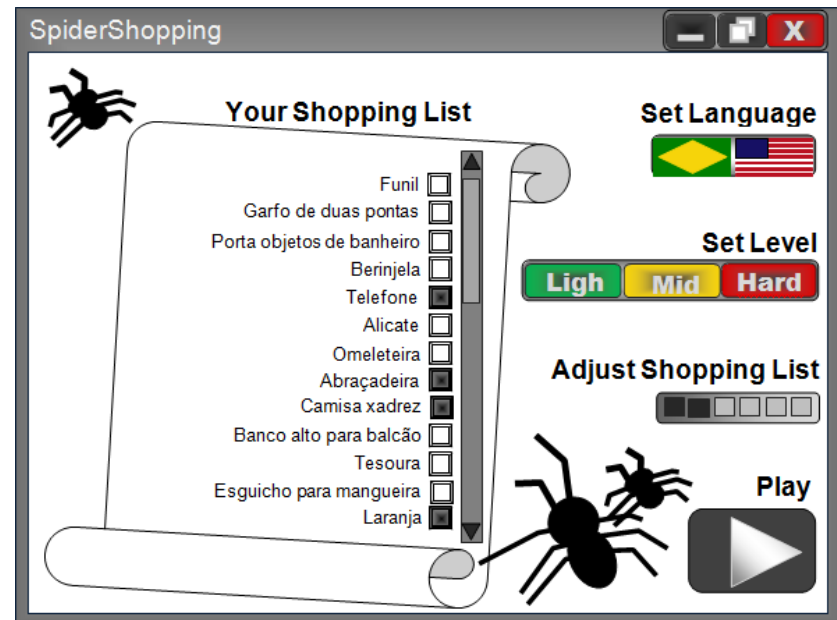 SpiderShopping
X
Your Shopping List
Set Language
Funil
Garfo de duas pontas
Porta objetos de banheiro
Berinjela
Telefone
Alicate
Omeleteira
Abraçadeira
Camisa xadrez
Banco alto para balcão
Tesoura
Esguicho para mangueira
Laranja
Set Level
Ligh Mid Hard
Adjust Shopping List
Play